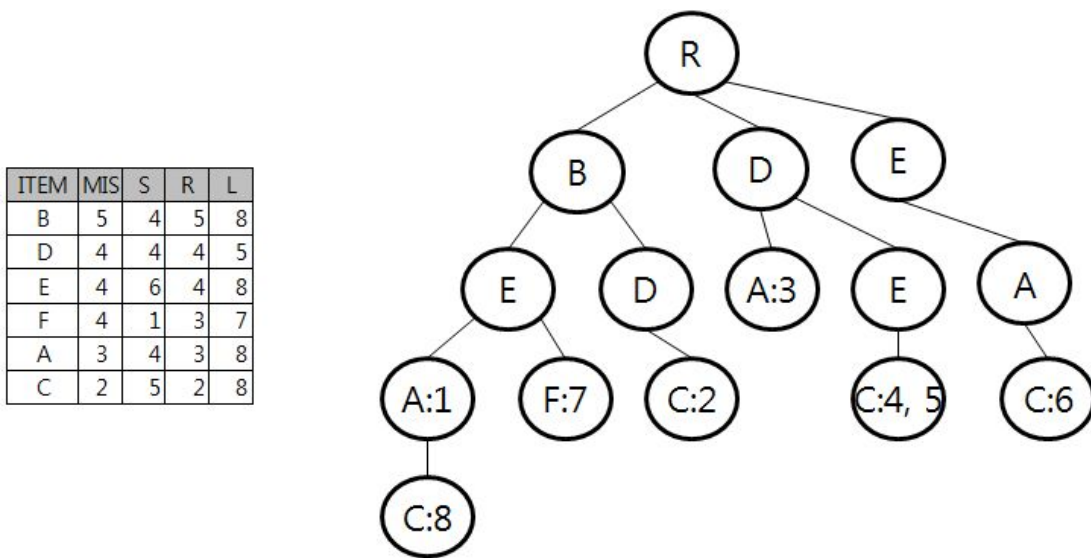 ITEM MIS S R L
B 5 4 5 8
D 4 4 4 5
E 4 6 4 8
F 4 1 3 7
A 3 4 3 8
C 2 5 2 8
R
B D E
E D A:3 E A
A:1 F:7 C:2 C:4, 5 C:6
C:8